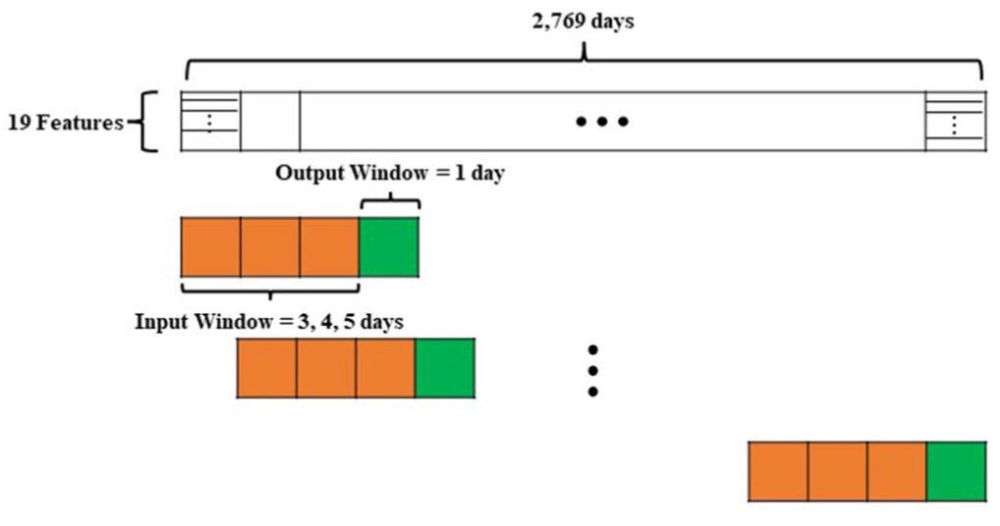 2,769 days
19 Features
Output Window = 1 day
Input Window = 3, 4, 5 days